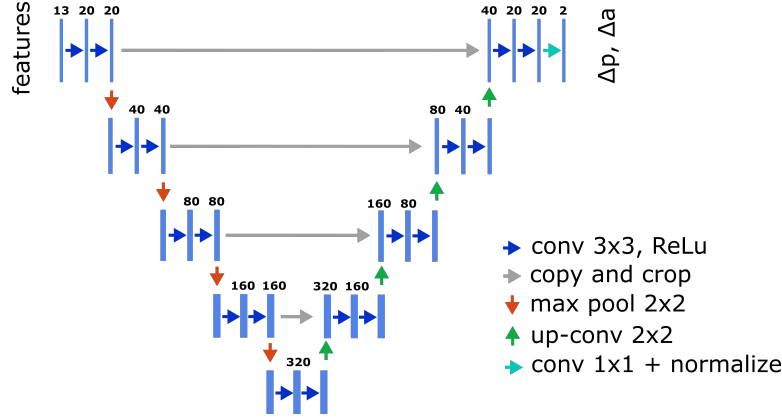 13 20 20 40 20 20 2
features
Δp, Δa
40 40 80 40
80 80 160 80
160 160 320 160
320
conv 3x3, ReLu
copy and crop
max pool 2x2
up-conv 2x2
conv 1x1 + normalize